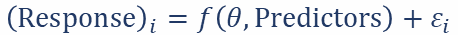 (Response)ᵢ = f(θ, Predictors) + εᵢ